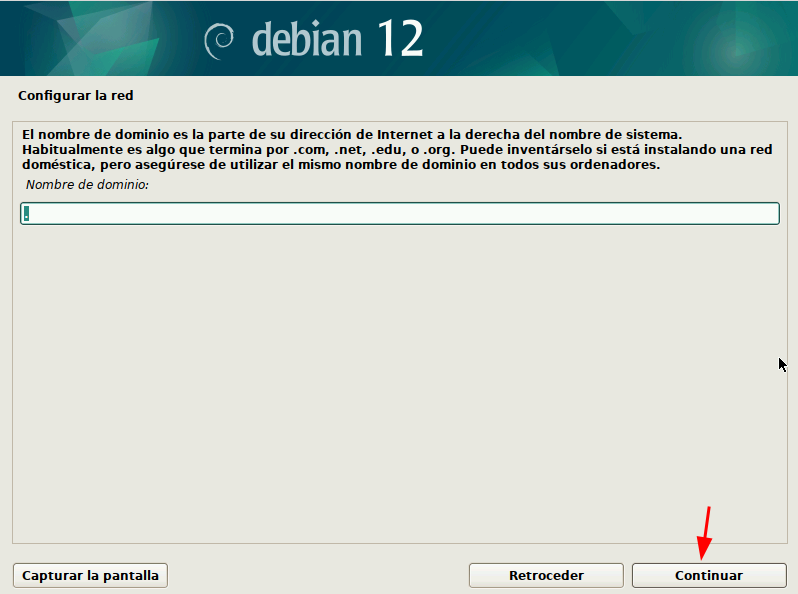 debian 12
Configurar la red
El nombre de dominio es la parte de su dirección de Internet a la derecha del nombre de sistema.
Habitualmente es algo que termina por .com, .net, .edu, o .org. Puede inventárselo si está instalando una red
doméstica, pero asegúrese de utilizar el mismo nombre de dominio en todos sus ordenadores.
Nombre de dominio:
.
Capturar la pantalla
Retroceder
Continuar